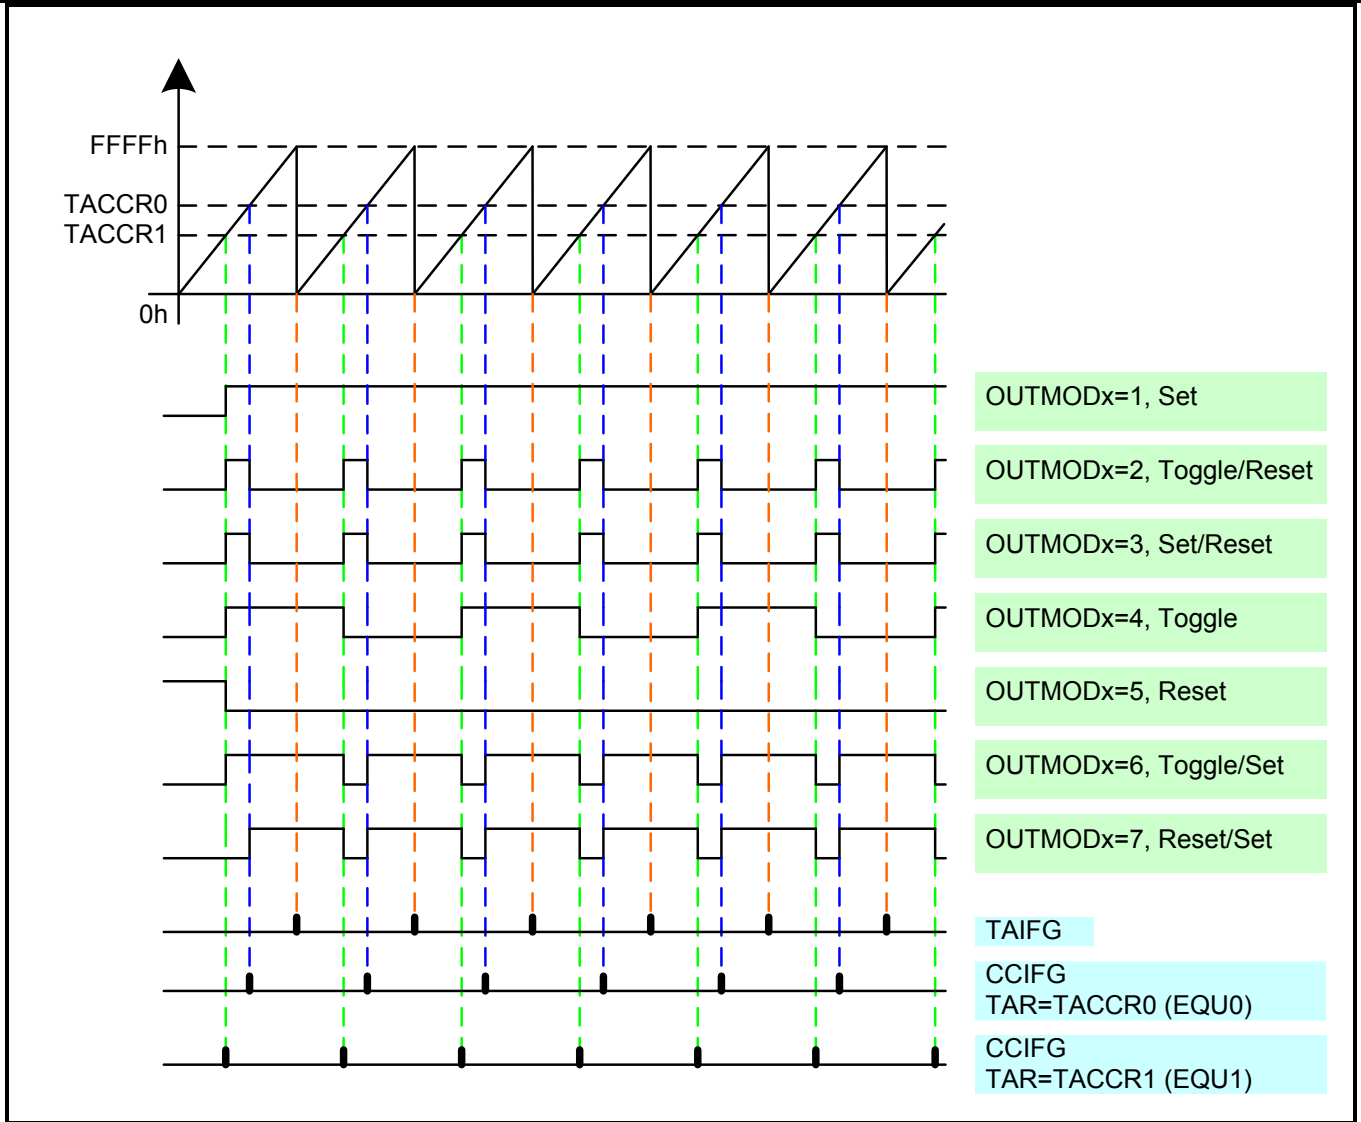 FFFFh
TACCR0
TACCR1
0h
OUTMODx=1, Set
OUTMODx=2, Toggle/Reset
OUTMODx=3, Set/Reset
OUTMODx=4, Toggle
OUTMODx=5, Reset
OUTMODx=6, Toggle/Set
OUTMODx=7, Reset/Set
TAIFG
CCIFG
TAR=TACCR0 (EQU0)
CCIFG
TAR=TACCR1 (EQU1)